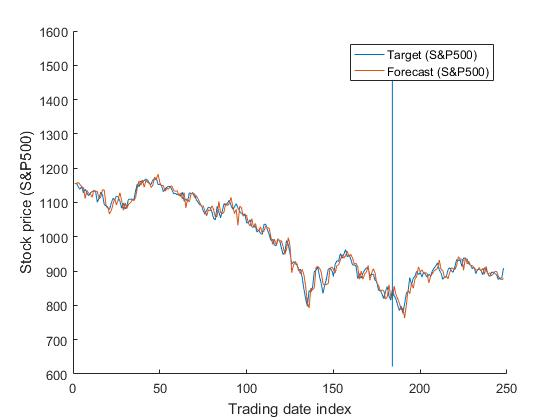 1600
1500
1400
1300
1200
1100
1000
900
800
700
600
Stock price (S&P500)
Target (S&P500)
Forecast (S&P500)
0 50 100 150 200 250
Trading date index